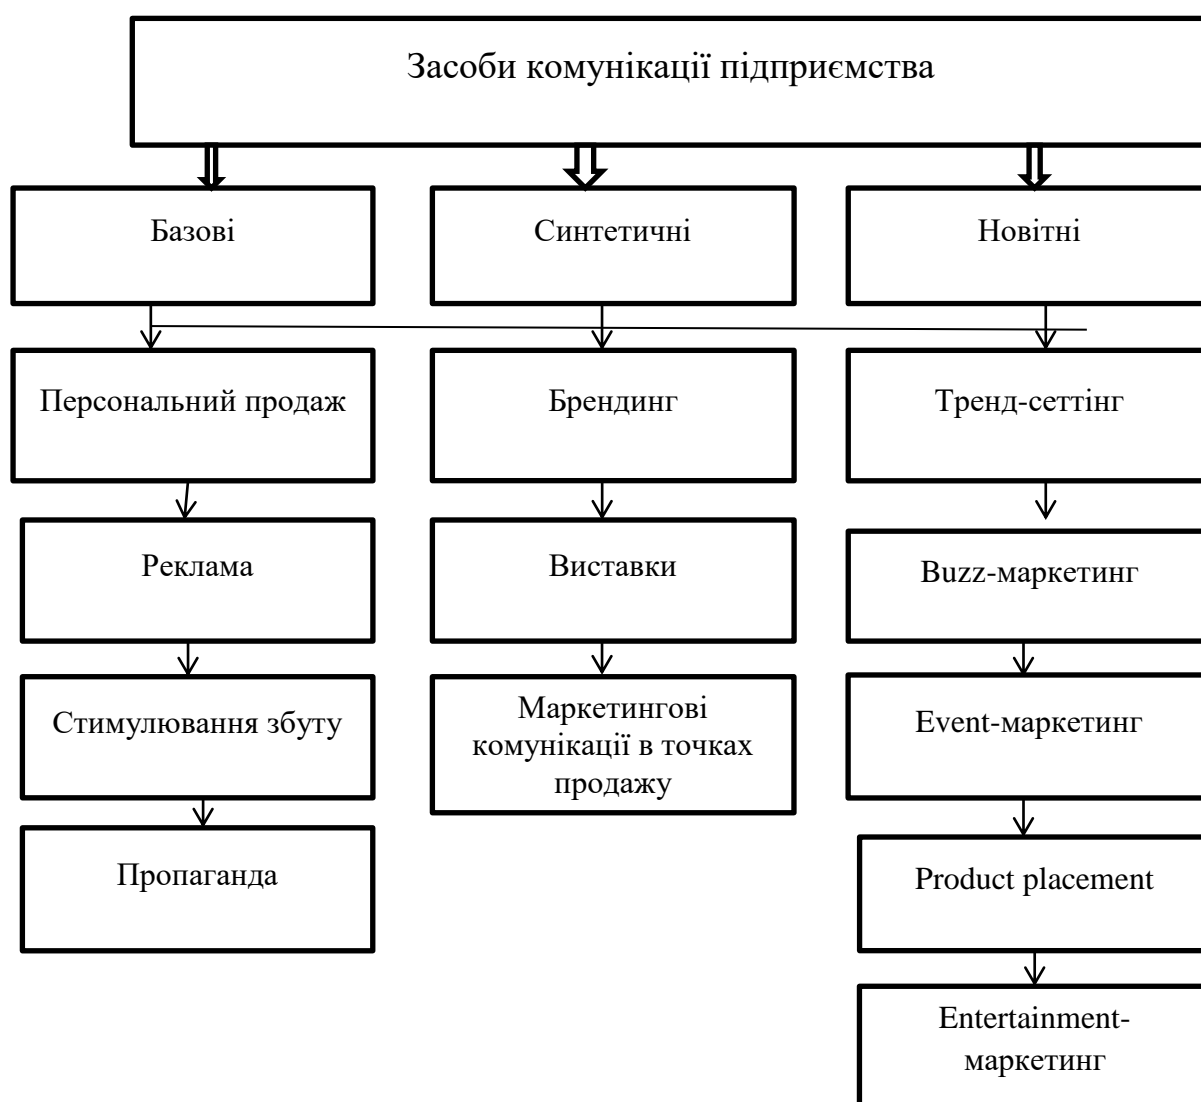 Засоби комунікації підприємства
Базові
Синтетичні
Новітні
Персональний продаж
Брендинг
Тренд-сеттінг
Реклама
Виставки
Buzz-маркетинг
Стимулювання збуту
Маркетингові
комунікації в точках
продажу
Event-маркетинг
Пропаганда
Product placement
Entertainment-
маркетинг